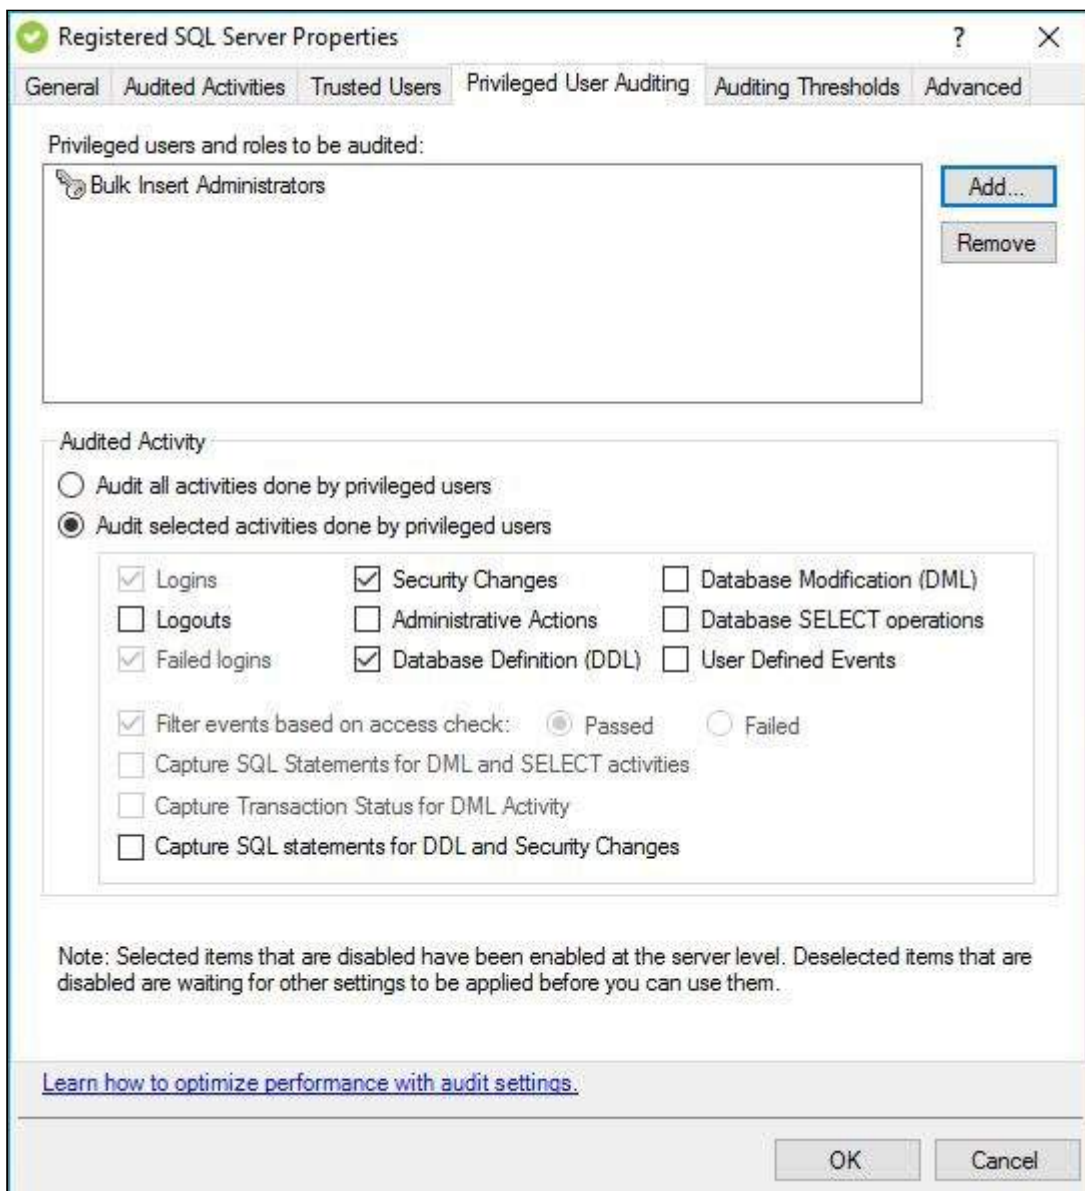 Registered SQL Server Properties ?
General Audited Activities Trusted Users Privileged User Auditing Auditing Thresholds Advanced
Privileged users and roles to be audited:
Bulk Insert Administrators
Add...
Remove
Audited Activity
Audit all activities done by privileged users
Audit selected activities done by privileged users
Logins Security Changes Database Modification (DML)
Logouts Administrative Actions Database SELECT operations
Failed logins Database Definition (DDL) User Defined Events
Filter events based on access check: Passed Failed
Capture SQL Statements for DML and SELECT activities
Capture Transaction Status for DML Activity
Capture SQL statements for DDL and Security Changes
Note: Selected items that are disabled have been enabled at the server level. Deselected items that are
disabled are waiting for other settings to be applied before you can use them.
Learn how to optimize performance with audit settings.
OK Cancel